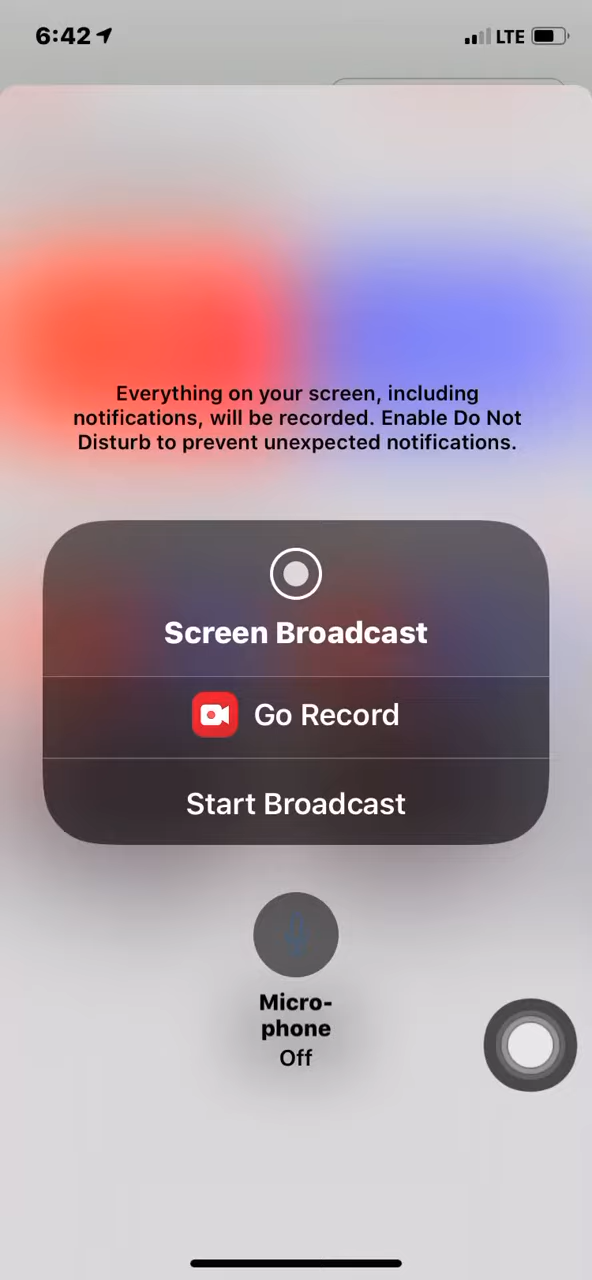 6:42
LTE
Everything on your screen, including
notifications, will be recorded. Enable Do Not
Disturb to prevent unexpected notifications.
Screen Broadcast
Go Record
Start Broadcast
Micro-
phone
Off